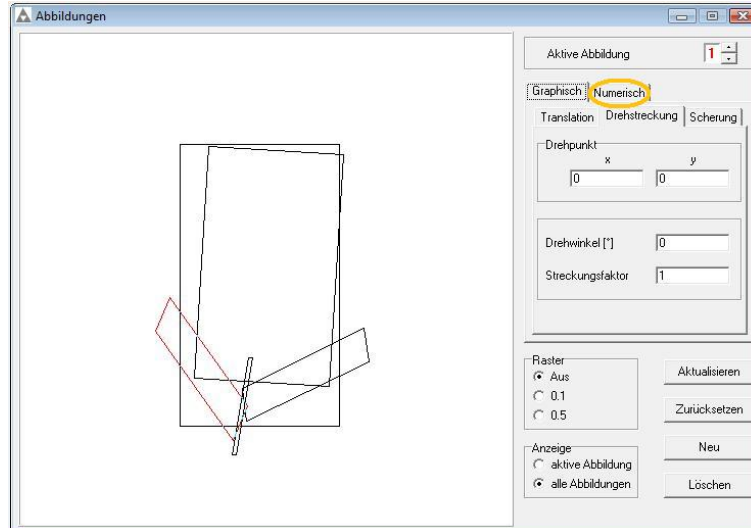 Abbildungen
Aktive Abbildung 1
Graphisch Numerisch
Translation Drehstreckung Scherung
Drehpunkt
x y
0 0
Drehwinkel [°] 0
Streckungsfaktor 1
Raster
Aus
0.1
0.5
Anzeige
aktive Abbildung
alle Abbildungen
Aktualisieren
Zurücksetzen
Neu
Löschen